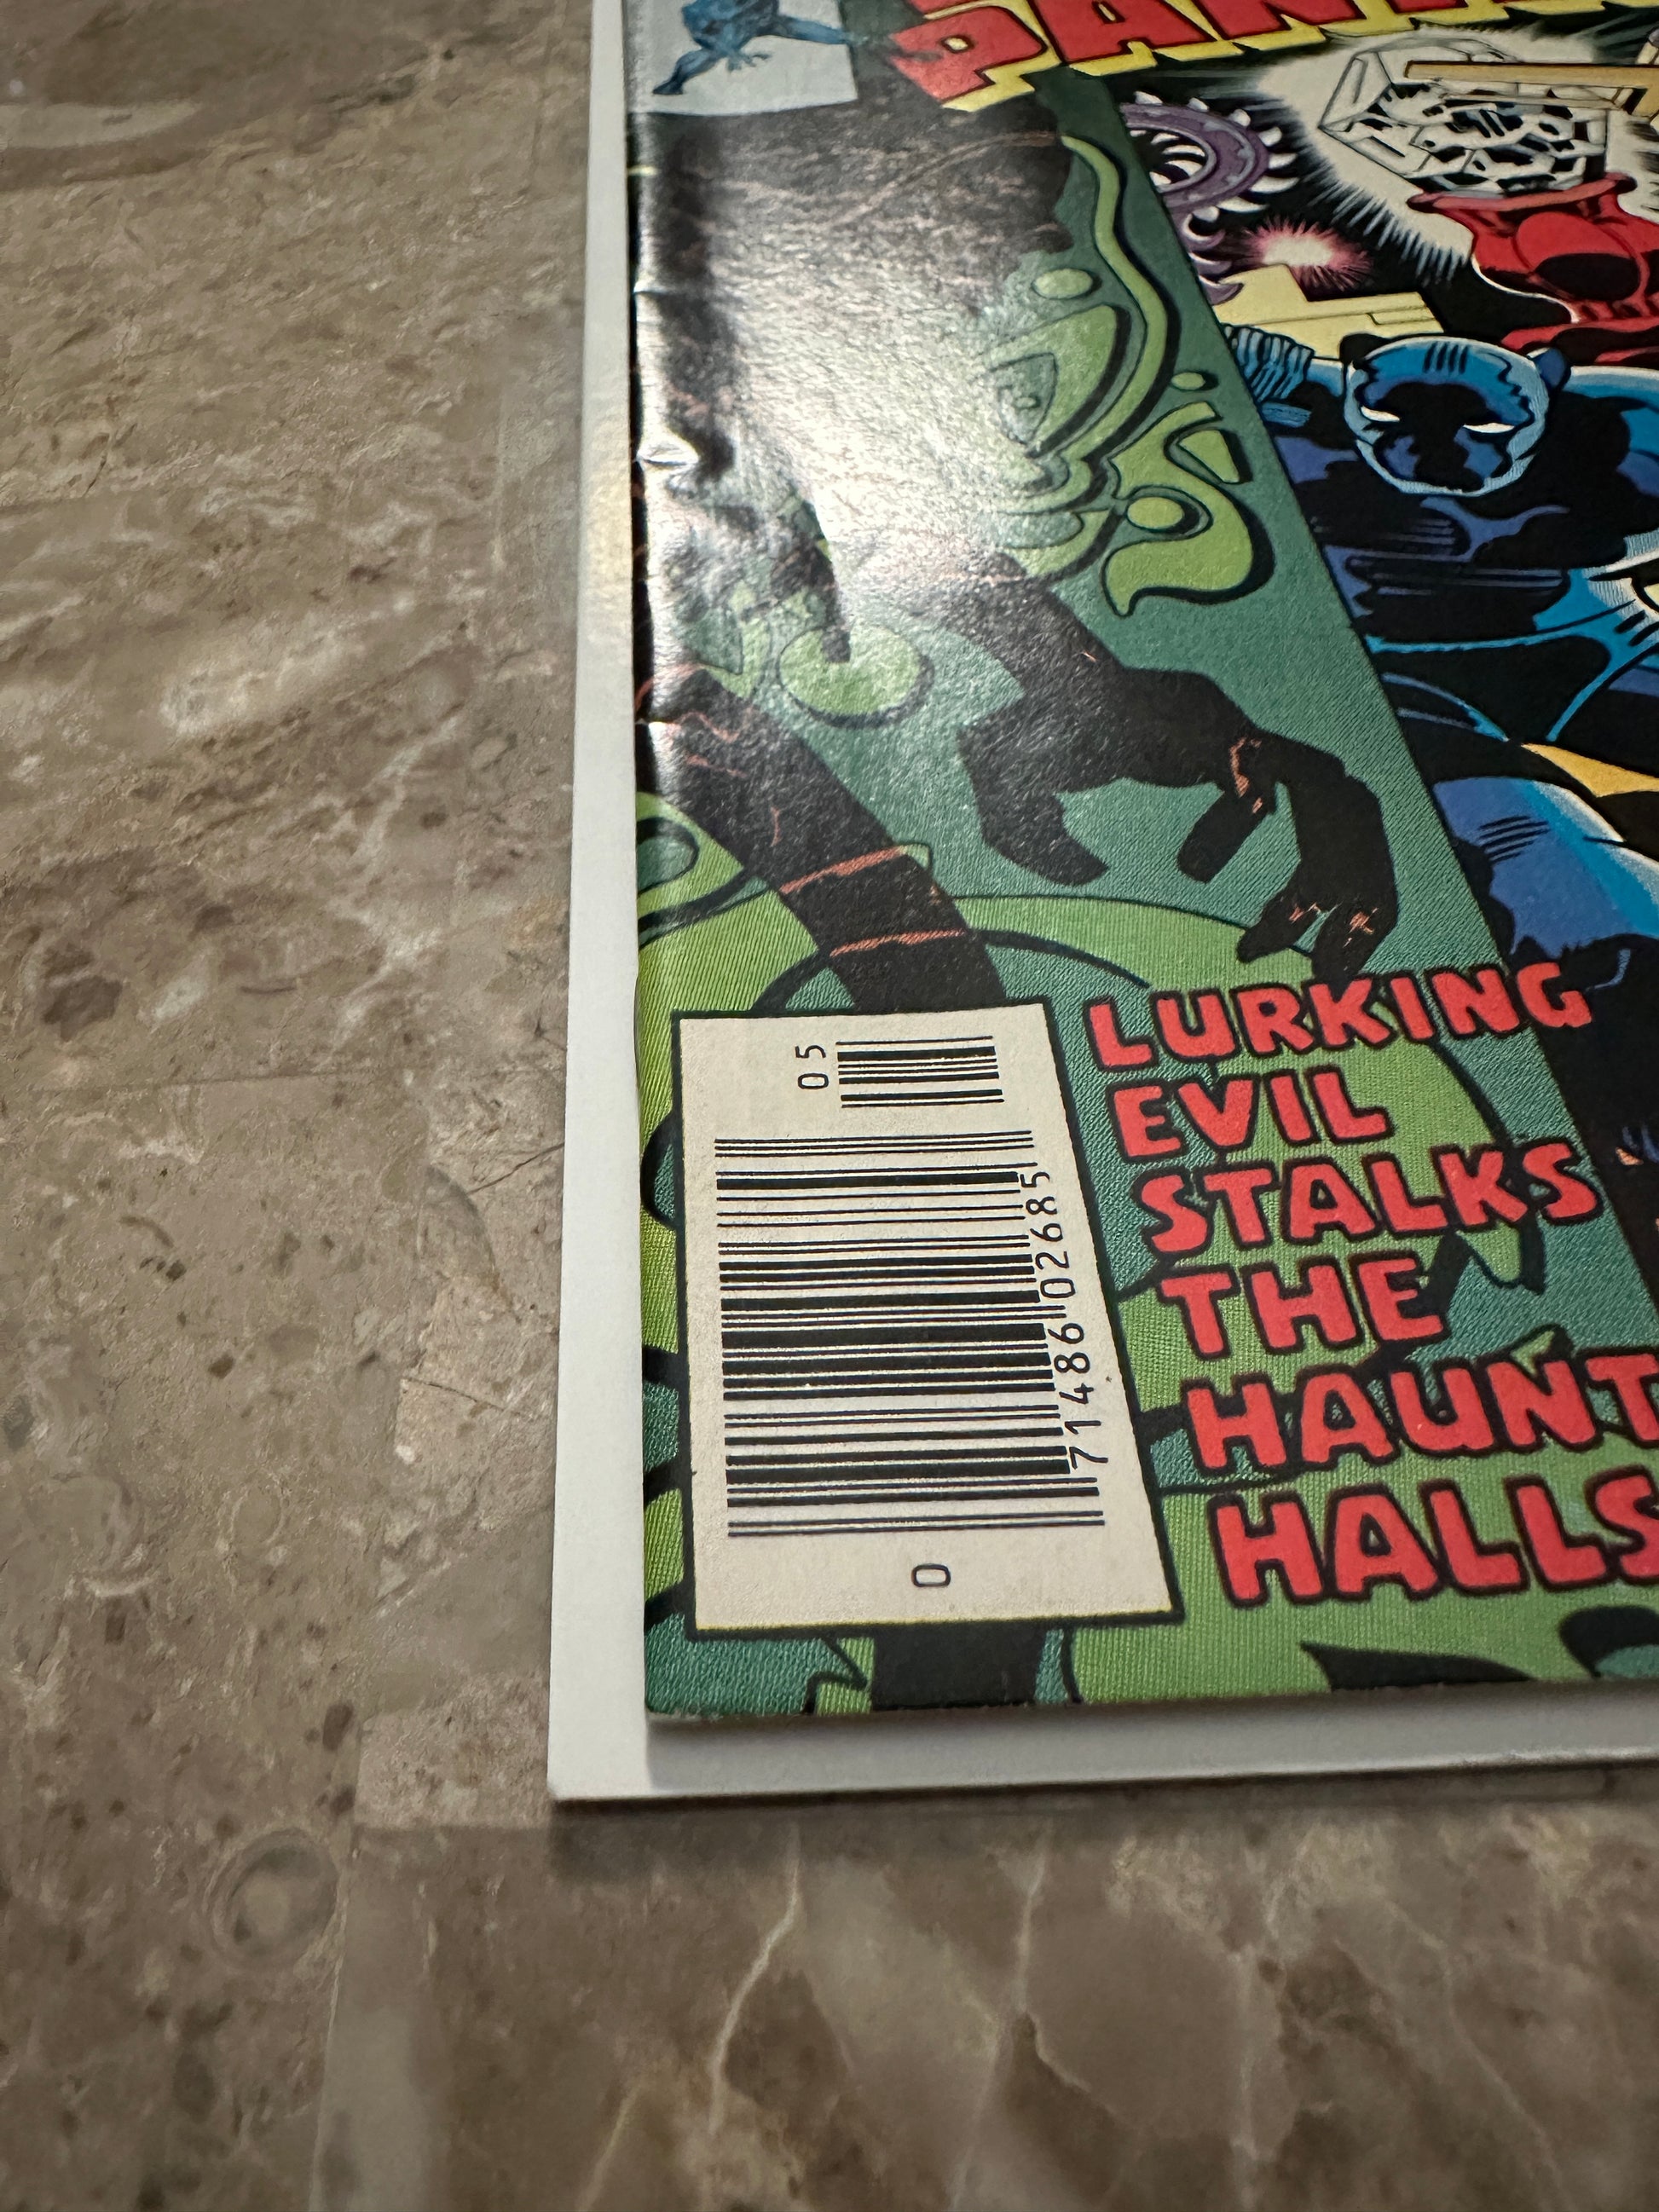 LURKING
EVIL
STALKS
THE
HAUNT
HALLS
05
0 71486 02685